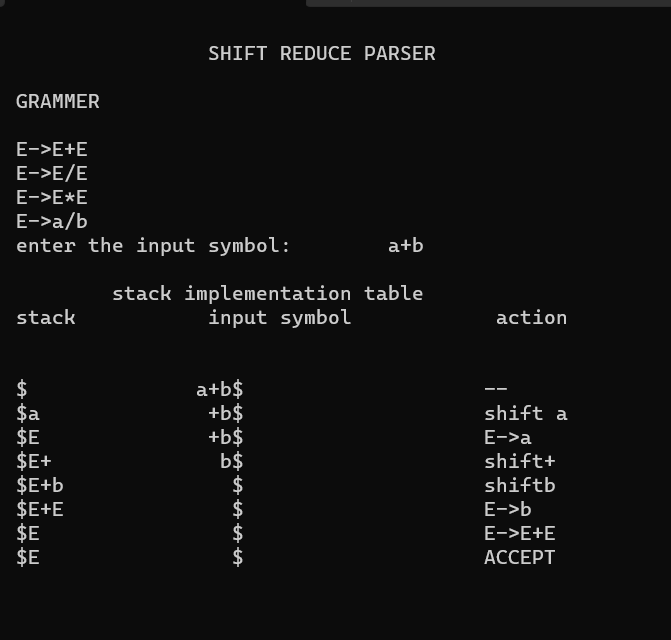 SHIFT REDUCE PARSER
GRAMMER
E->E+E
E->E/E
E->E*E
E->a/b
enter the input symbol: a+b
stack implementation table
stack input symbol action
$ a+b$ --
$a +b$ shift a
$E +b$ E->a
$E+ b$ shift+
$E+b $ shiftb
$E+E $ E->b
$E $ E->E+E
$E $ ACCEPT